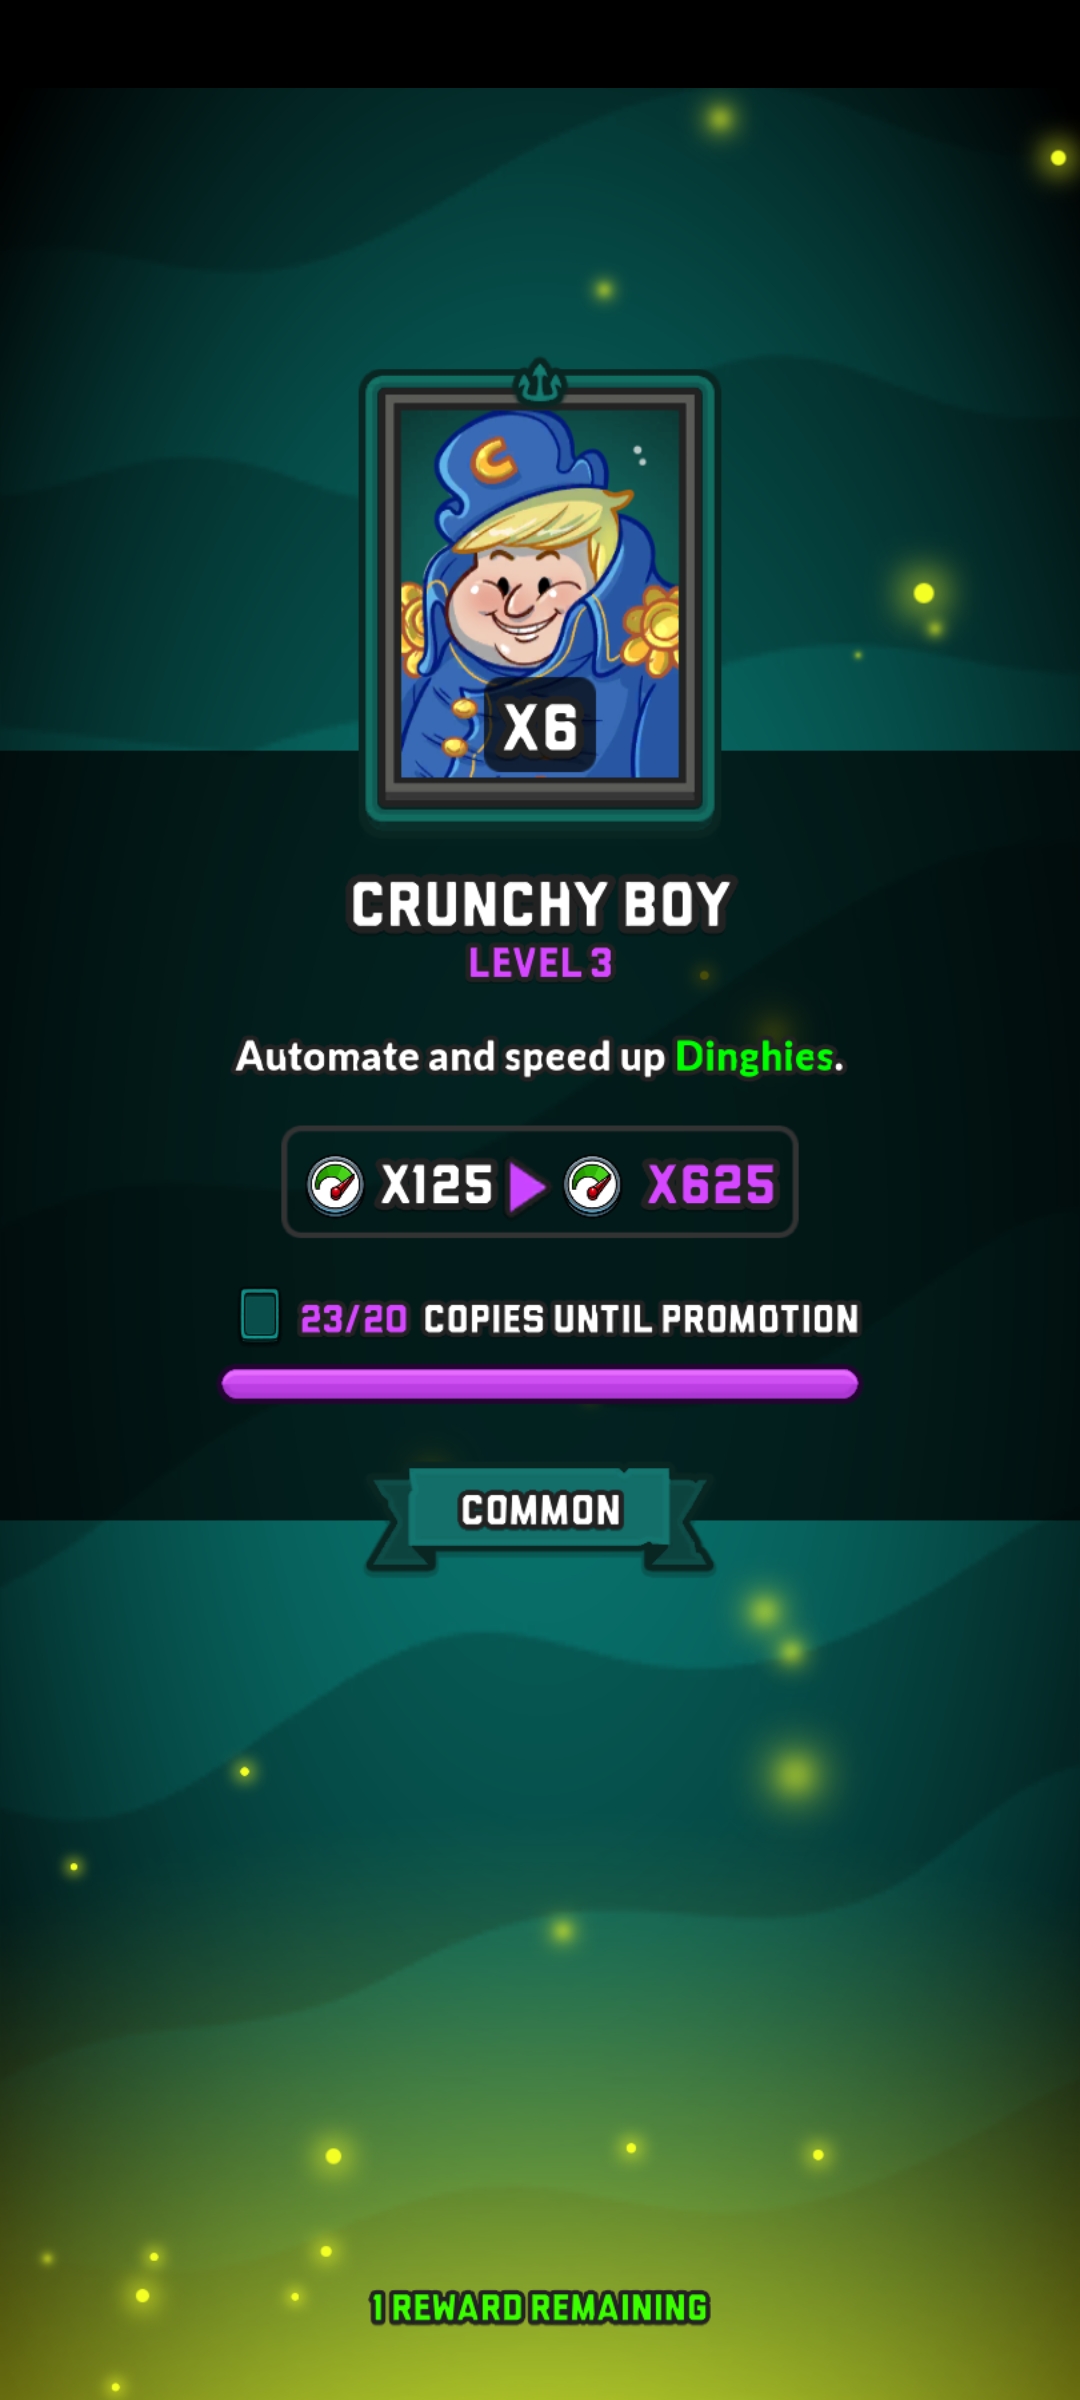 C
X6
CRUNCHY BOY
LEVEL 3
Automate and speed up Dinghies.
X125 X625
23/20 COPIES UNTIL PROMOTION
COMMON
1 REWARD REMAINING